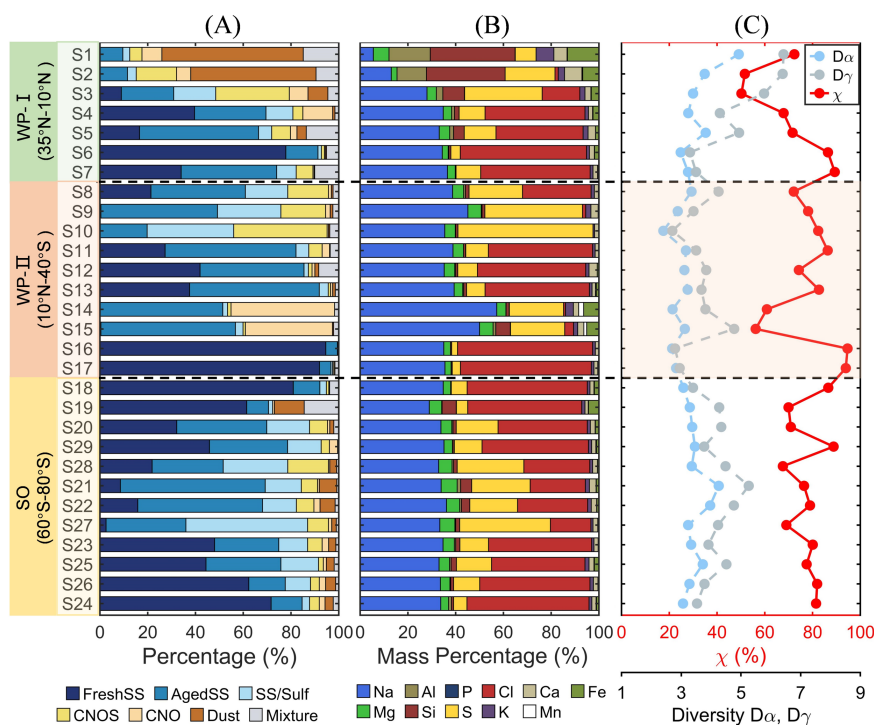 (A) (B) (C)
WP-I
(35°N-10°N)
WP-II
(10°N-40°S)
SO
(60°S-80°S)
S1
S2
S3
S4
S5
S6
S7
S8
S9
S10
S11
S12
S13
S14
S15
S16
S17
S18
S19
S20
S29
S28
S21
S22
S27
S23
S25
S26
S24
Dα
Dγ
χ
0 20 40 60 80 100
Percentage (%)
0 20 40 60 80 100
Mass Percentage (%)
0 20 40 60 80 100
χ (%)
1 3 5 7 9
Diversity Dα, Dγ
FreshSS AgedSS SS/Sulf
CNOS CNO Dust Mixture
Na Al P Cl Ca Fe
Mg Si S K Mn